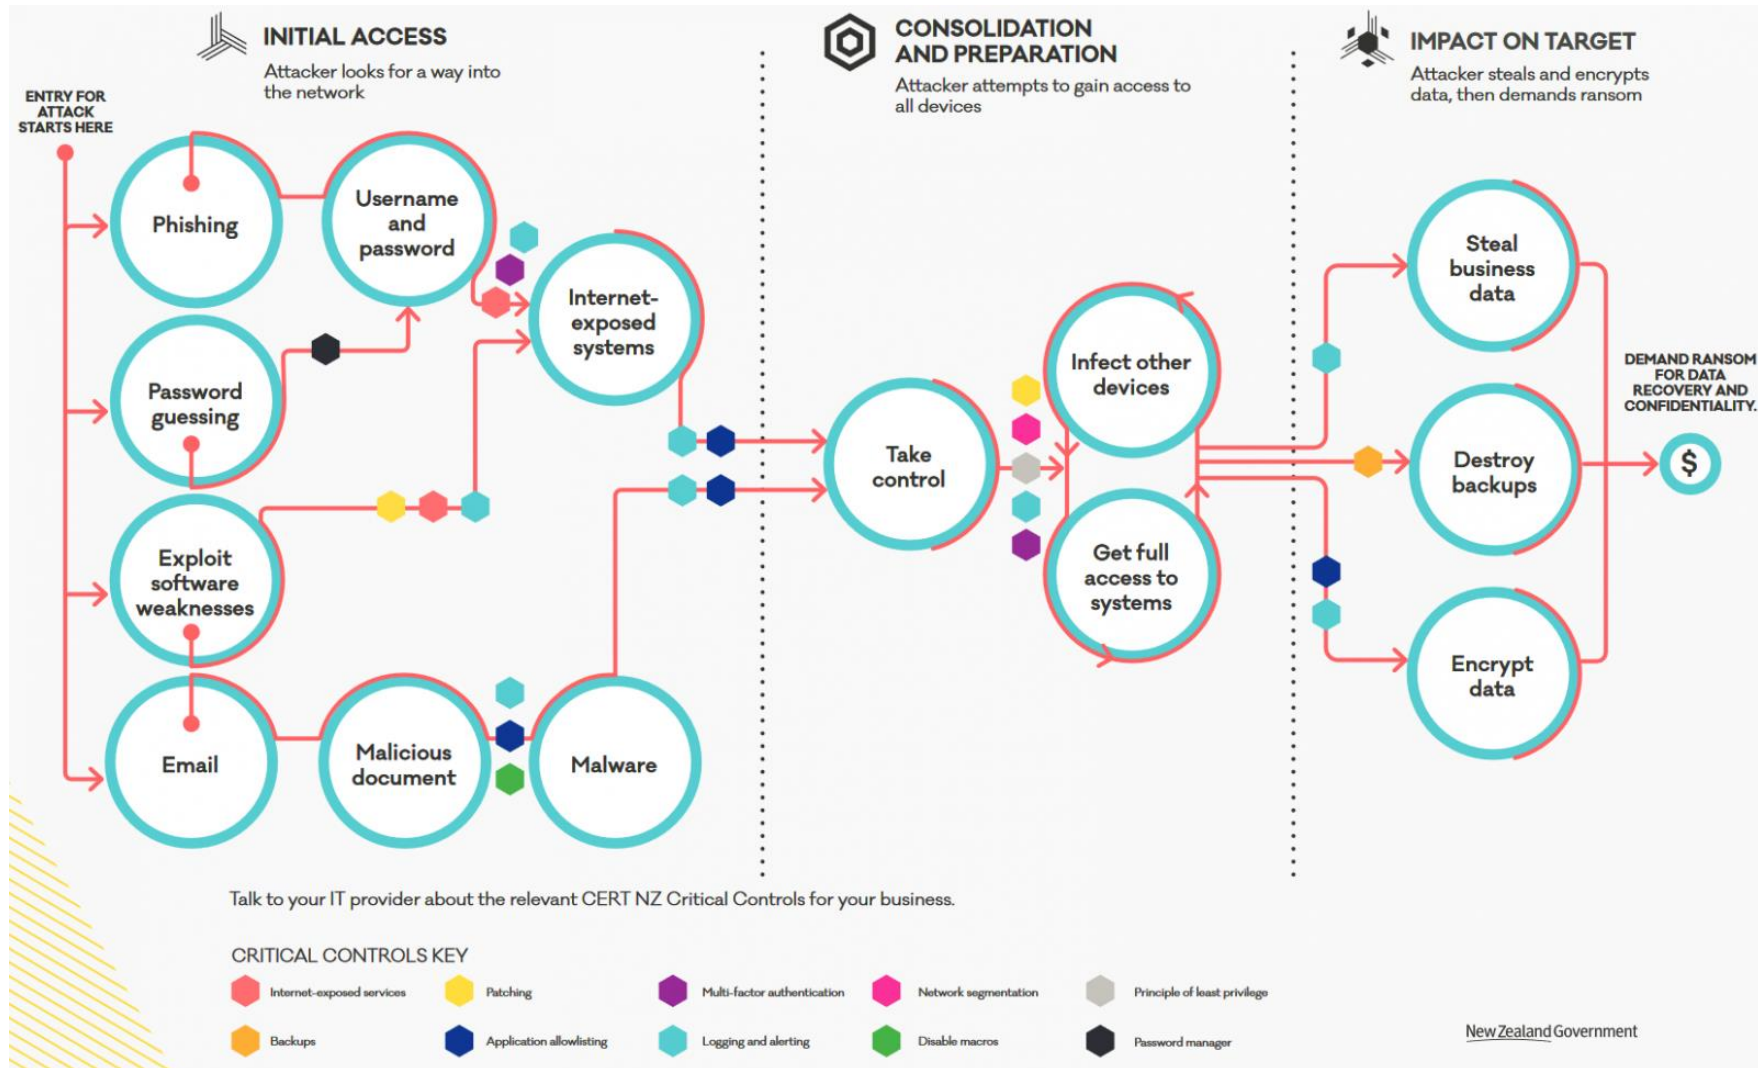 INITIAL ACCESS
Attacker looks for a way into
the network
CONSOLIDATION
AND PREPARATION
Attacker attempts to gain access to
all devices
IMPACT ON TARGET
Attacker steals and encrypts
data, then demands ransom
ENTRY FOR
ATTACK
STARTS HERE
Phishing
Username
and
password
Password
guessing
Internet-
exposed
systems
Exploit
software
weaknesses
Email
Malicious
document
Malware
Take
control
Infect other
devices
Get full
access to
systems
Steal
business
data
Destroy
backups
Encrypt
data
DEMAND RANSOM
FOR DATA
RECOVERY AND
CONFIDENTIALITY.
$
Talk to your IT provider about the relevant CERT NZ Critical Controls for your business.
CRITICAL CONTROLS KEY
Internet-exposed services
Patching
Multi-factor authentication
Network segmentation
Principle of least privilege
Backups
Application allowlisting
Logging and alerting
Disable macros
Password manager
New Zealand Government